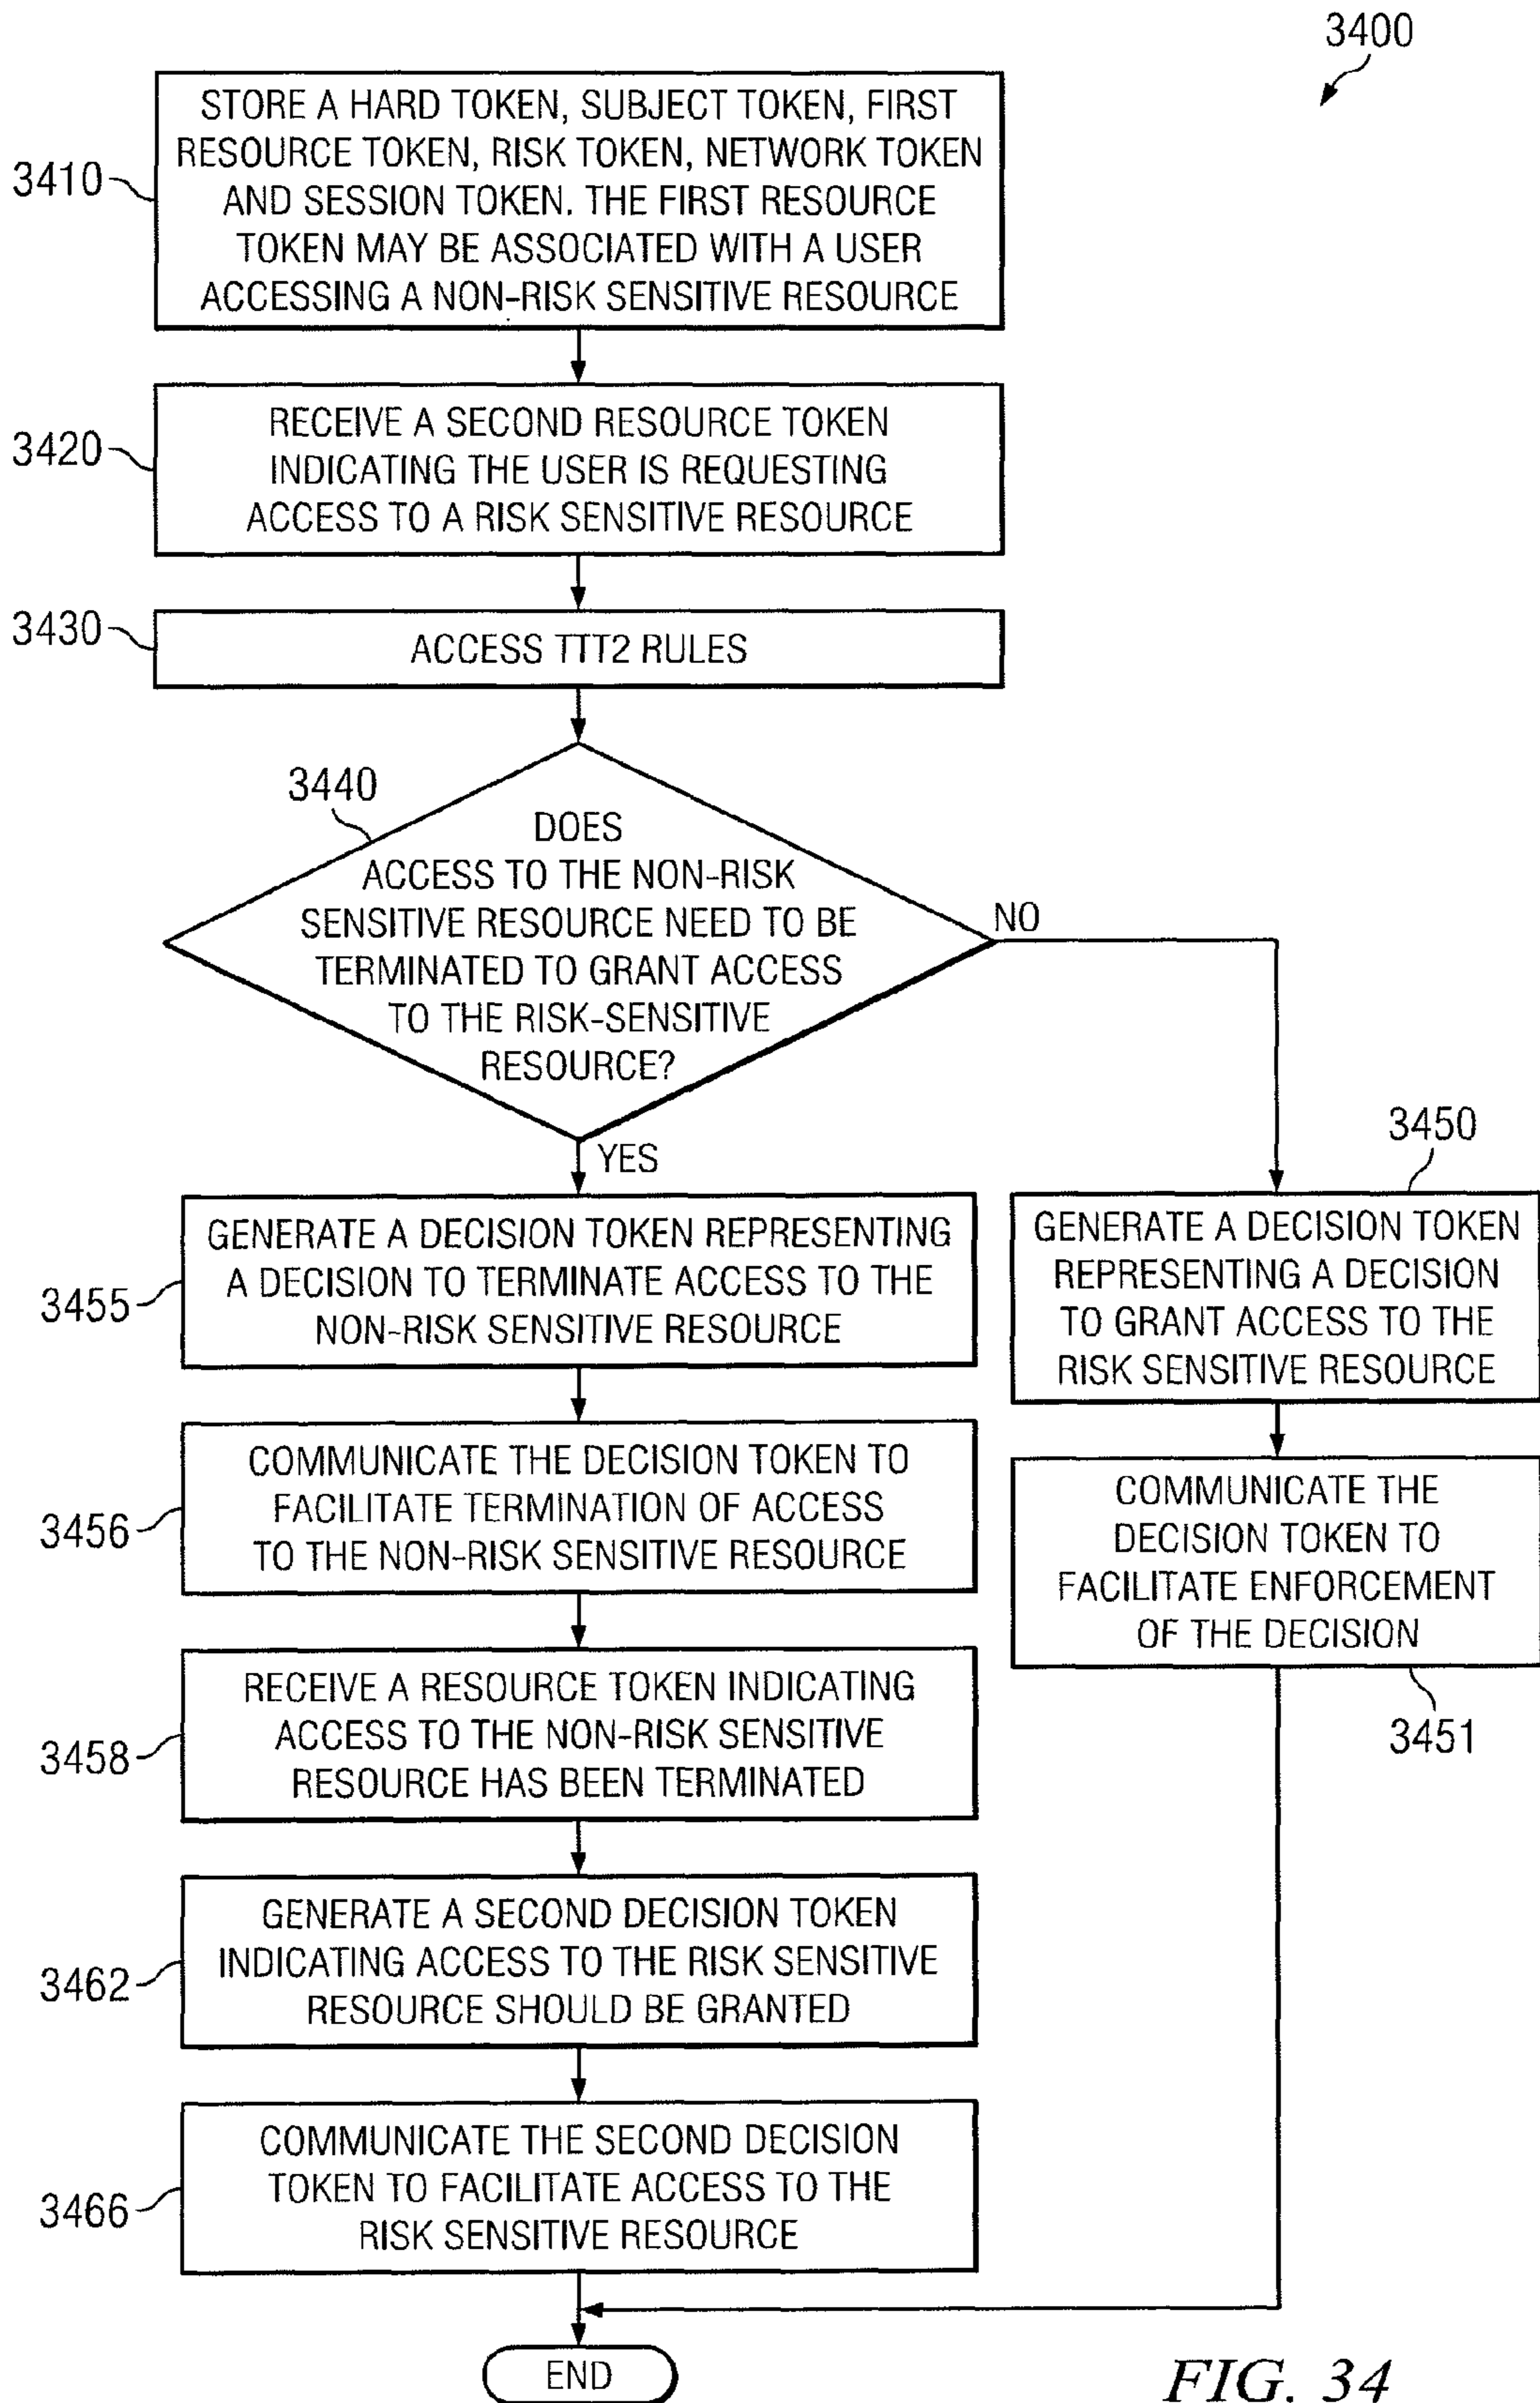 3400
STORE A HARD TOKEN, SUBJECT TOKEN, FIRST
RESOURCE TOKEN, RISK TOKEN, NETWORK TOKEN
AND SESSION TOKEN. THE FIRST RESOURCE
TOKEN MAY BE ASSOCIATED WITH A USER
ACCESSING A NON-RISK SENSITIVE RESOURCE
3410
RECEIVE A SECOND RESOURCE TOKEN
INDICATING THE USER IS REQUESTING
ACCESS TO A RISK SENSITIVE RESOURCE
3420
3430
ACCESS TTT2 RULES
3440
DOES
ACCESS TO THE NON-RISK
SENSITIVE RESOURCE NEED TO BE
TERMINATED TO GRANT ACCESS
TO THE RISK-SENSITIVE
RESOURCE?
NO
YES
3450
GENERATE A DECISION TOKEN
REPRESENTING A DECISION
TO GRANT ACCESS TO THE
RISK SENSITIVE RESOURCE
COMMUNICATE THE
DECISION TOKEN TO
FACILITATE ENFORCEMENT
OF THE DECISION
3451
GENERATE A DECISION TOKEN REPRESENTING
A DECISION TO TERMINATE ACCESS TO THE
NON-RISK SENSITIVE RESOURCE
3455
COMMUNICATE THE DECISION TOKEN TO
FACILITATE TERMINATION OF ACCESS
TO THE NON-RISK SENSITIVE RESOURCE
3456
RECEIVE A RESOURCE TOKEN INDICATING
ACCESS TO THE NON-RISK SENSITIVE
RESOURCE HAS BEEN TERMINATED
3458
GENERATE A SECOND DECISION TOKEN
INDICATING ACCESS TO THE RISK SENSITIVE
RESOURCE SHOULD BE GRANTED
3462
COMMUNICATE THE SECOND DECISION
TOKEN TO FACILITATE ACCESS TO THE
RISK SENSITIVE RESOURCE
3466
END
FIG. 34